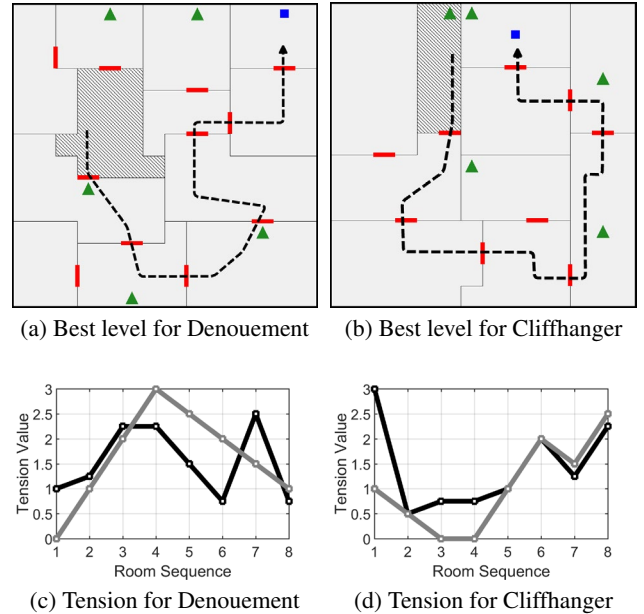 (a) Best level for Denouement
(b) Best level for Cliffhanger
3
2.5
2
1.5
1
0.5
0
Tension Value
1 2 3 4 5 6 7 8
Room Sequence
3
2.5
2
1.5
1
0.5
0
Tension Value
1 2 3 4 5 6 7 8
Room Sequence
(c) Tension for Denouement
(d) Tension for Cliffhanger